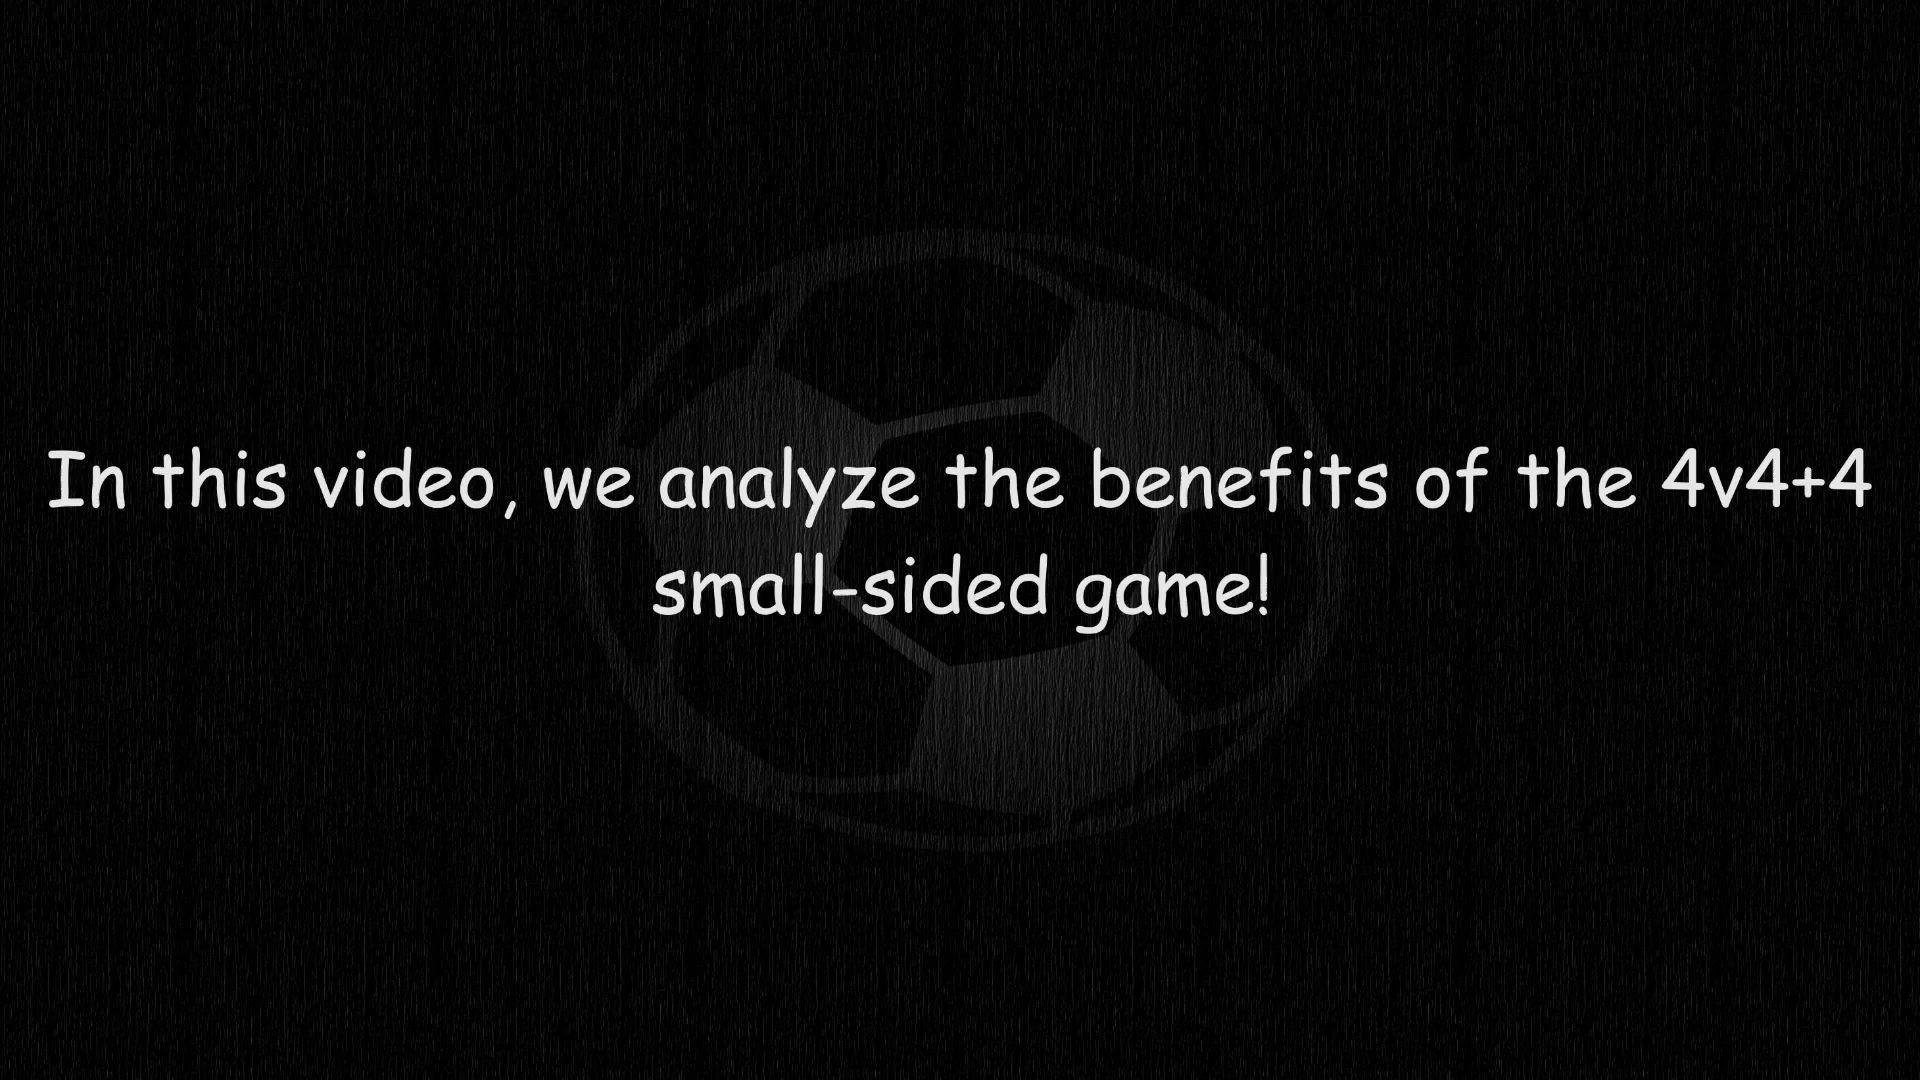 In this video, we analyze the benefits of the 4v4+4
small-sided game!